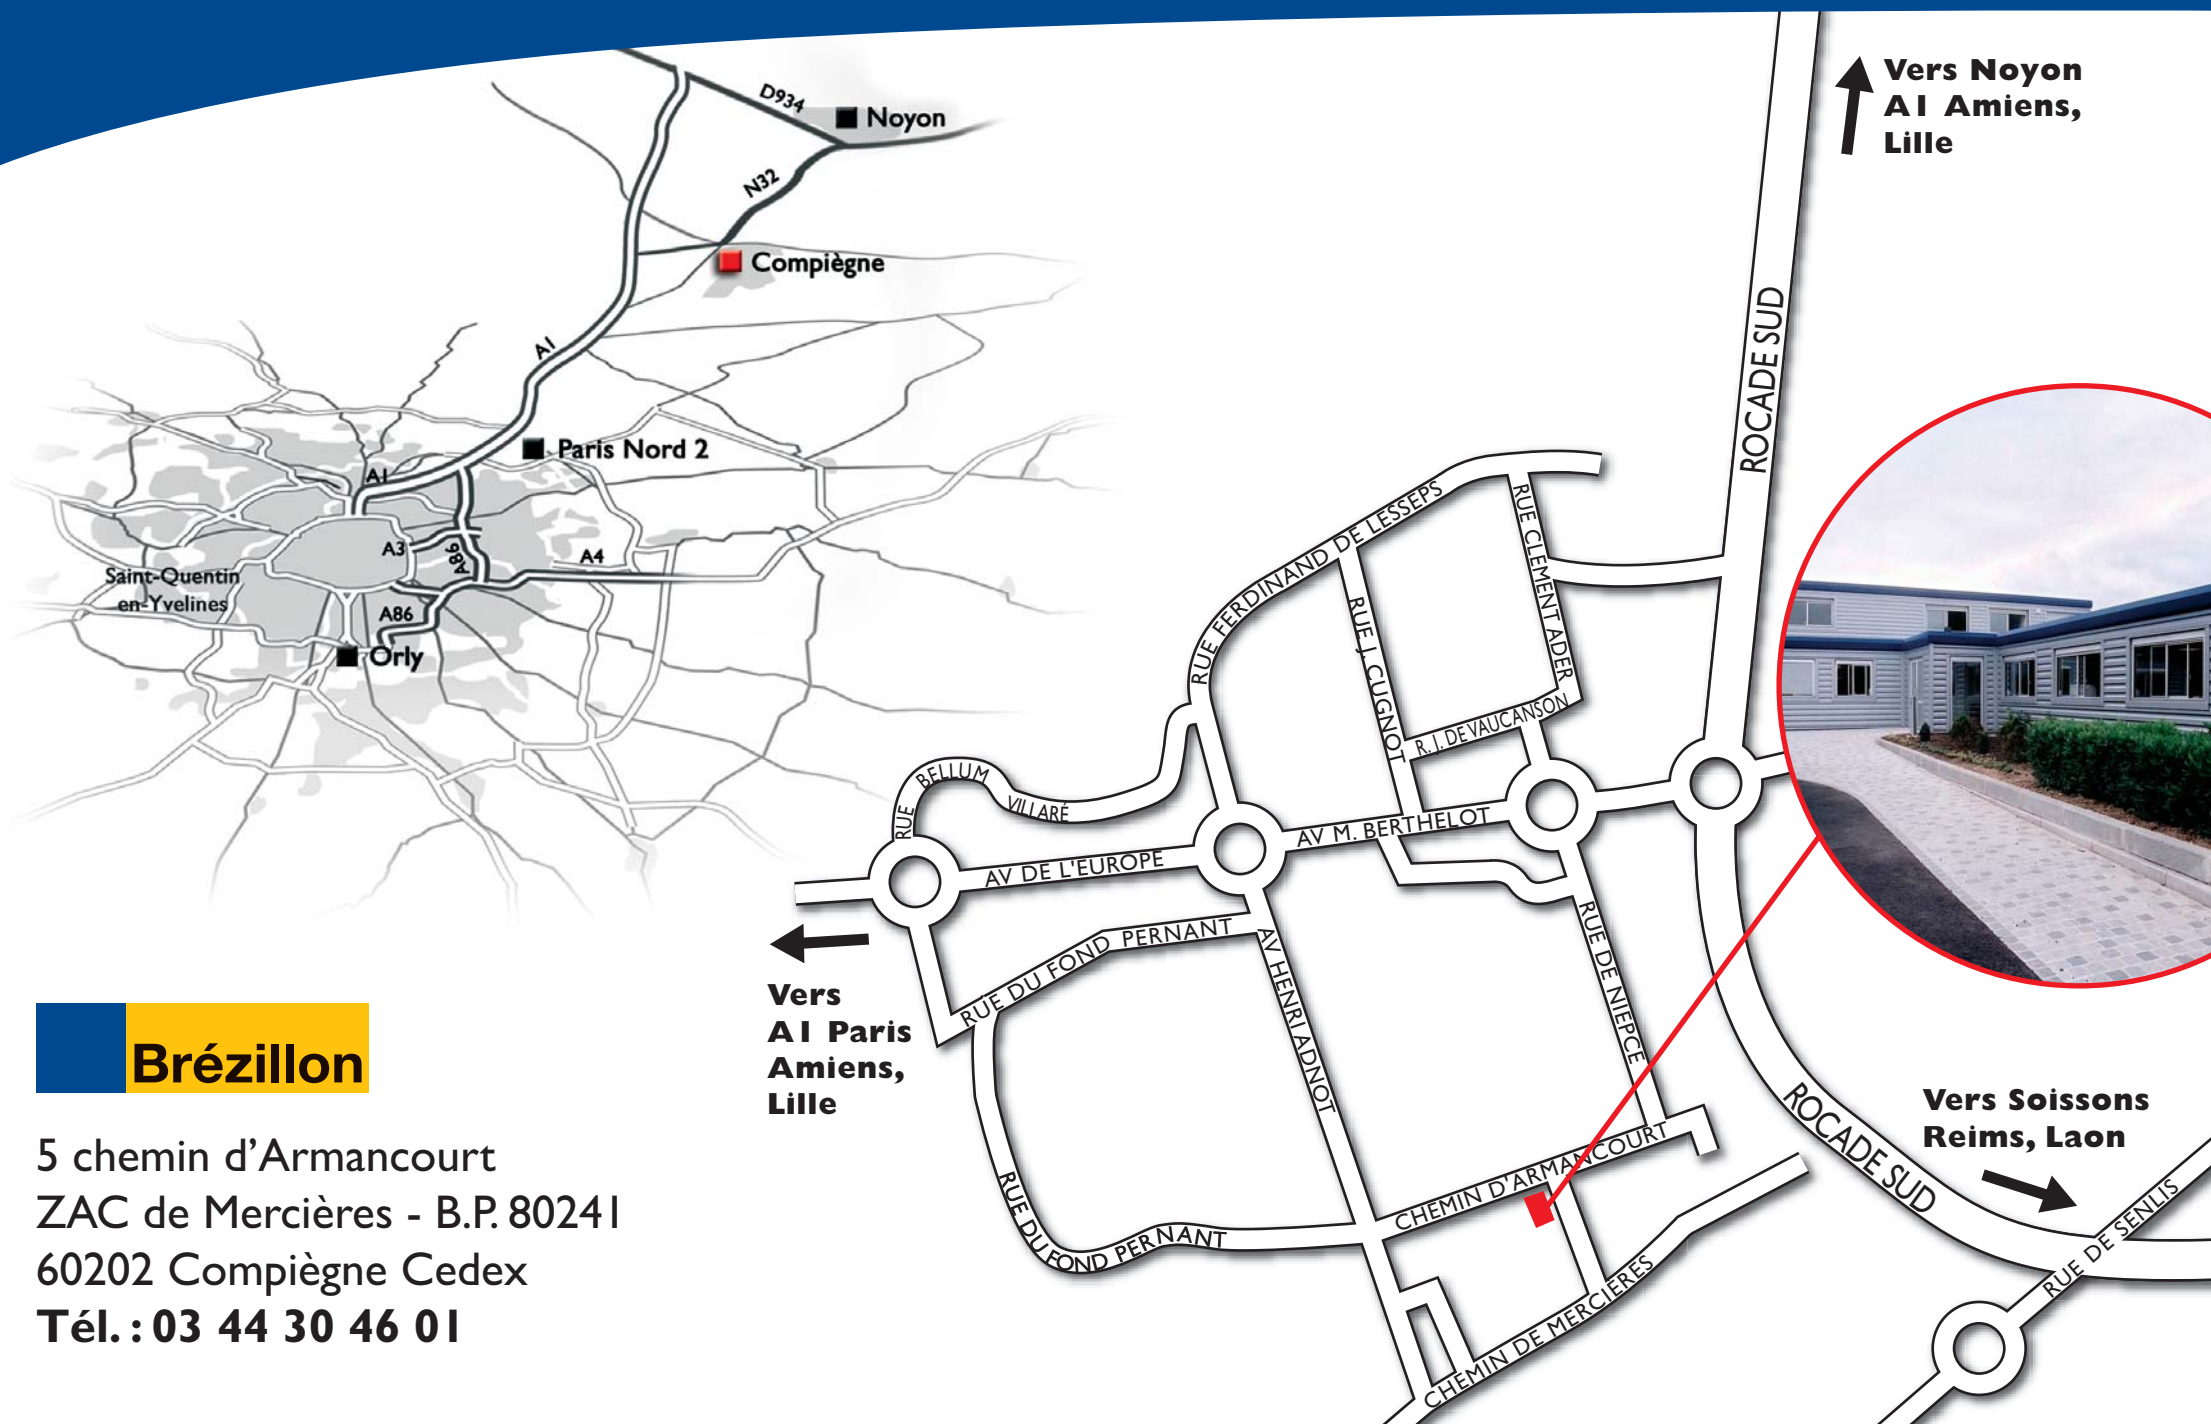 D934
Noyon
N32
Compiègne
A1
Paris Nord 2
A1
A3
A86
A4
Saint-Quentin
en-Yvelines
A86
Orly
Vers Noyon
A1 Amiens,
Lille
ROCADE SUD
RUE FERDINAND DE LESSEPS
RUE CLEMENT ADER
RUE J. CUGNOT
R. J. DE VAUCANSON
RUE BELLUM VILLARÉ
AV M. BERTHELOT
AV DE L'EUROPE
RUE DU FOND PERNANT
AV HENRI ADNOT
RUE DE NIEPCE
Vers
A1 Paris
Amiens,
Lille
CHEMIN D'ARMANCOURT
RUE DU FOND PERNANT
CHEMIN DE MERCIERES
ROCADE SUD
Vers Soissons
Reims, Laon
RUE DE SENLIS
Brézillon
5 chemin d'Armancourt
ZAC de Mercières - B.P. 80241
60202 Compiègne Cedex
Tél. : 03 44 30 46 01